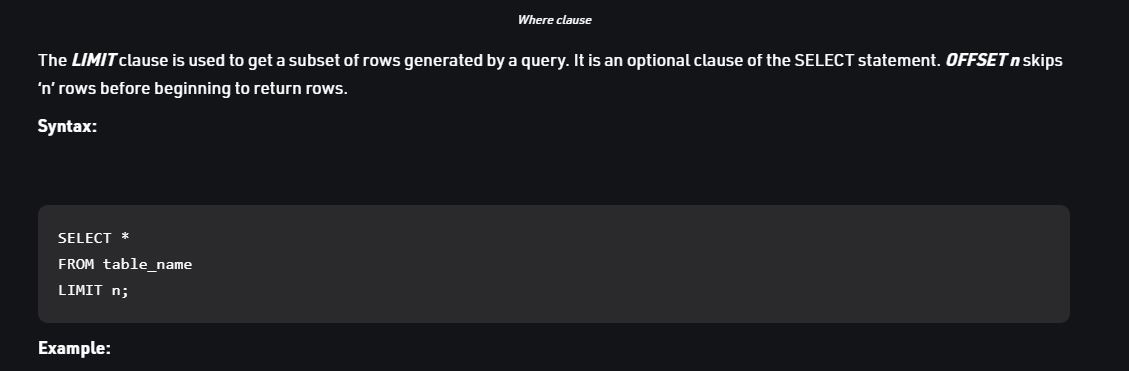 Where clause
The LIMIT clause is used to get a subset of rows generated by a query. It is an optional clause of the SELECT statement. OFFSET n skips
‘n’ rows before beginning to return rows.
Syntax:
SELECT *
FROM table_name
LIMIT n;
Example: